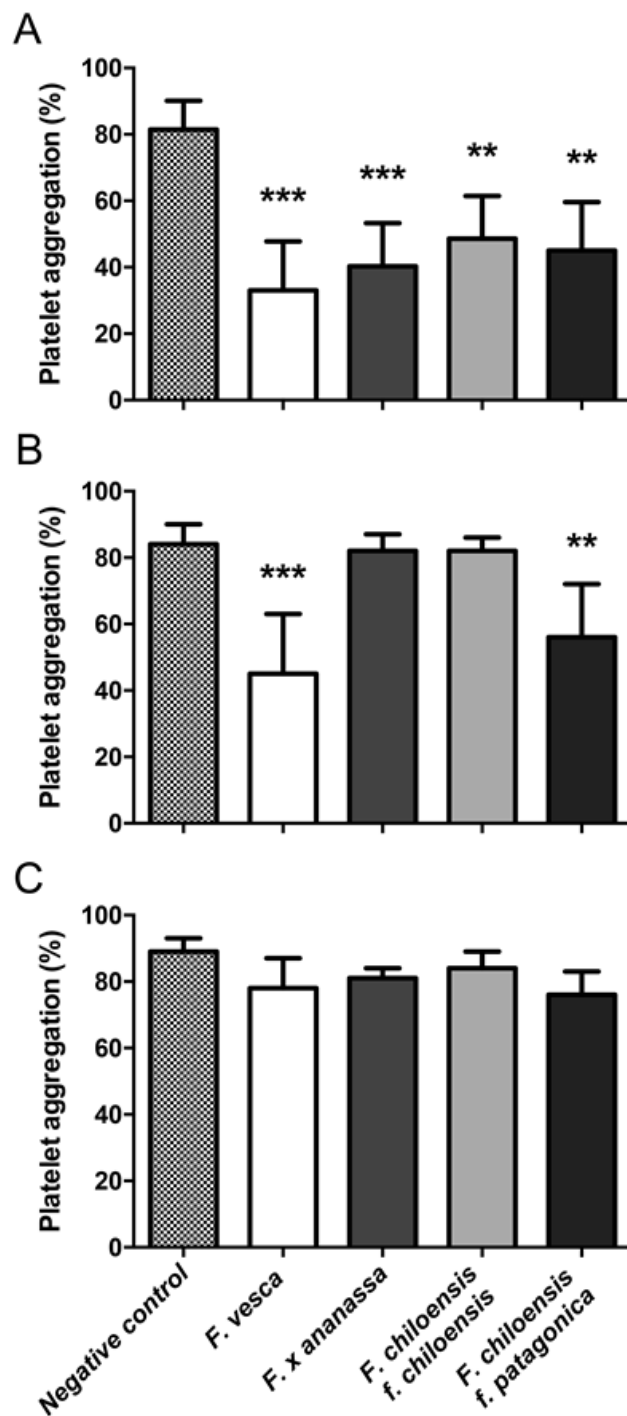 A
Platelet aggregation (%)
100
80
60
40
20
0
***
***
**
**
B
Platelet aggregation (%)
100
80
60
40
20
0
***
**
C
Platelet aggregation (%)
100
80
60
40
20
0
Negative control
F. vesca
F. x ananassa
F. chiloensis
f. chiloensis
F. chiloensis
f. patagonica